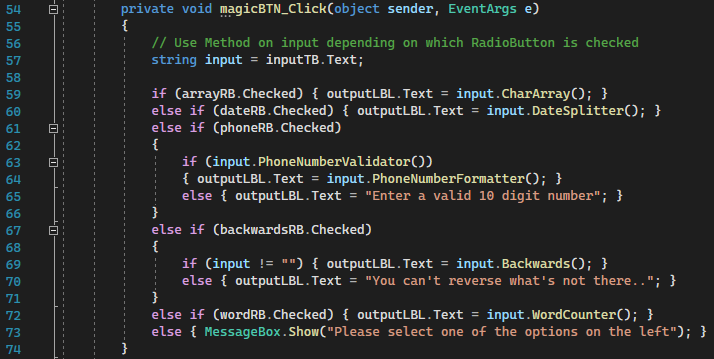 54 private void magicBTN_Click(object sender, EventArgs e)
55 {
56 // Use Method on input depending on which RadioButton is checked
57 string input = inputTB.Text;
58
59 if (arrayRB.Checked) { outputLBL.Text = input.CharArray(); }
60 else if (dateRB.Checked) { outputLBL.Text = input.DateSplitter(); }
61 else if (phoneRB.Checked)
62 {
63 if (input.PhoneNumberValidator())
64 { outputLBL.Text = input.PhoneNumberFormatter(); }
65 else { outputLBL.Text = "Enter a valid 10 digit number"; }
66 }
67 else if (backwardsRB.Checked)
68 {
69 if (input != "") { outputLBL.Text = input.Backwards(); }
70 else { outputLBL.Text = "You can't reverse what's not there.."; }
71 }
72 else if (wordRB.Checked) { outputLBL.Text = input.WordCounter(); }
73 else { MessageBox.Show("Please select one of the options on the left"); }
74 }